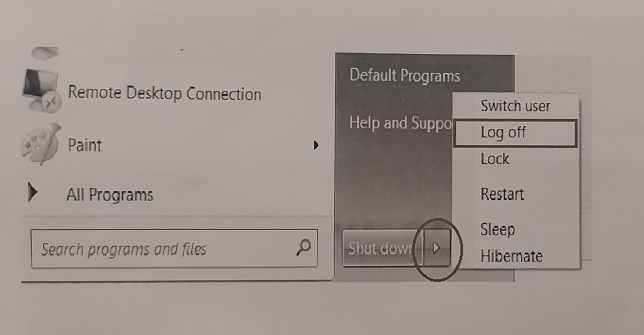 Remote Desktop Connection
Paint
All Programs
Search programs and files
Default Programs
Help and Suppo
Shut down
Switch user
Log off
Lock
Restart
Sleep
Hibernate